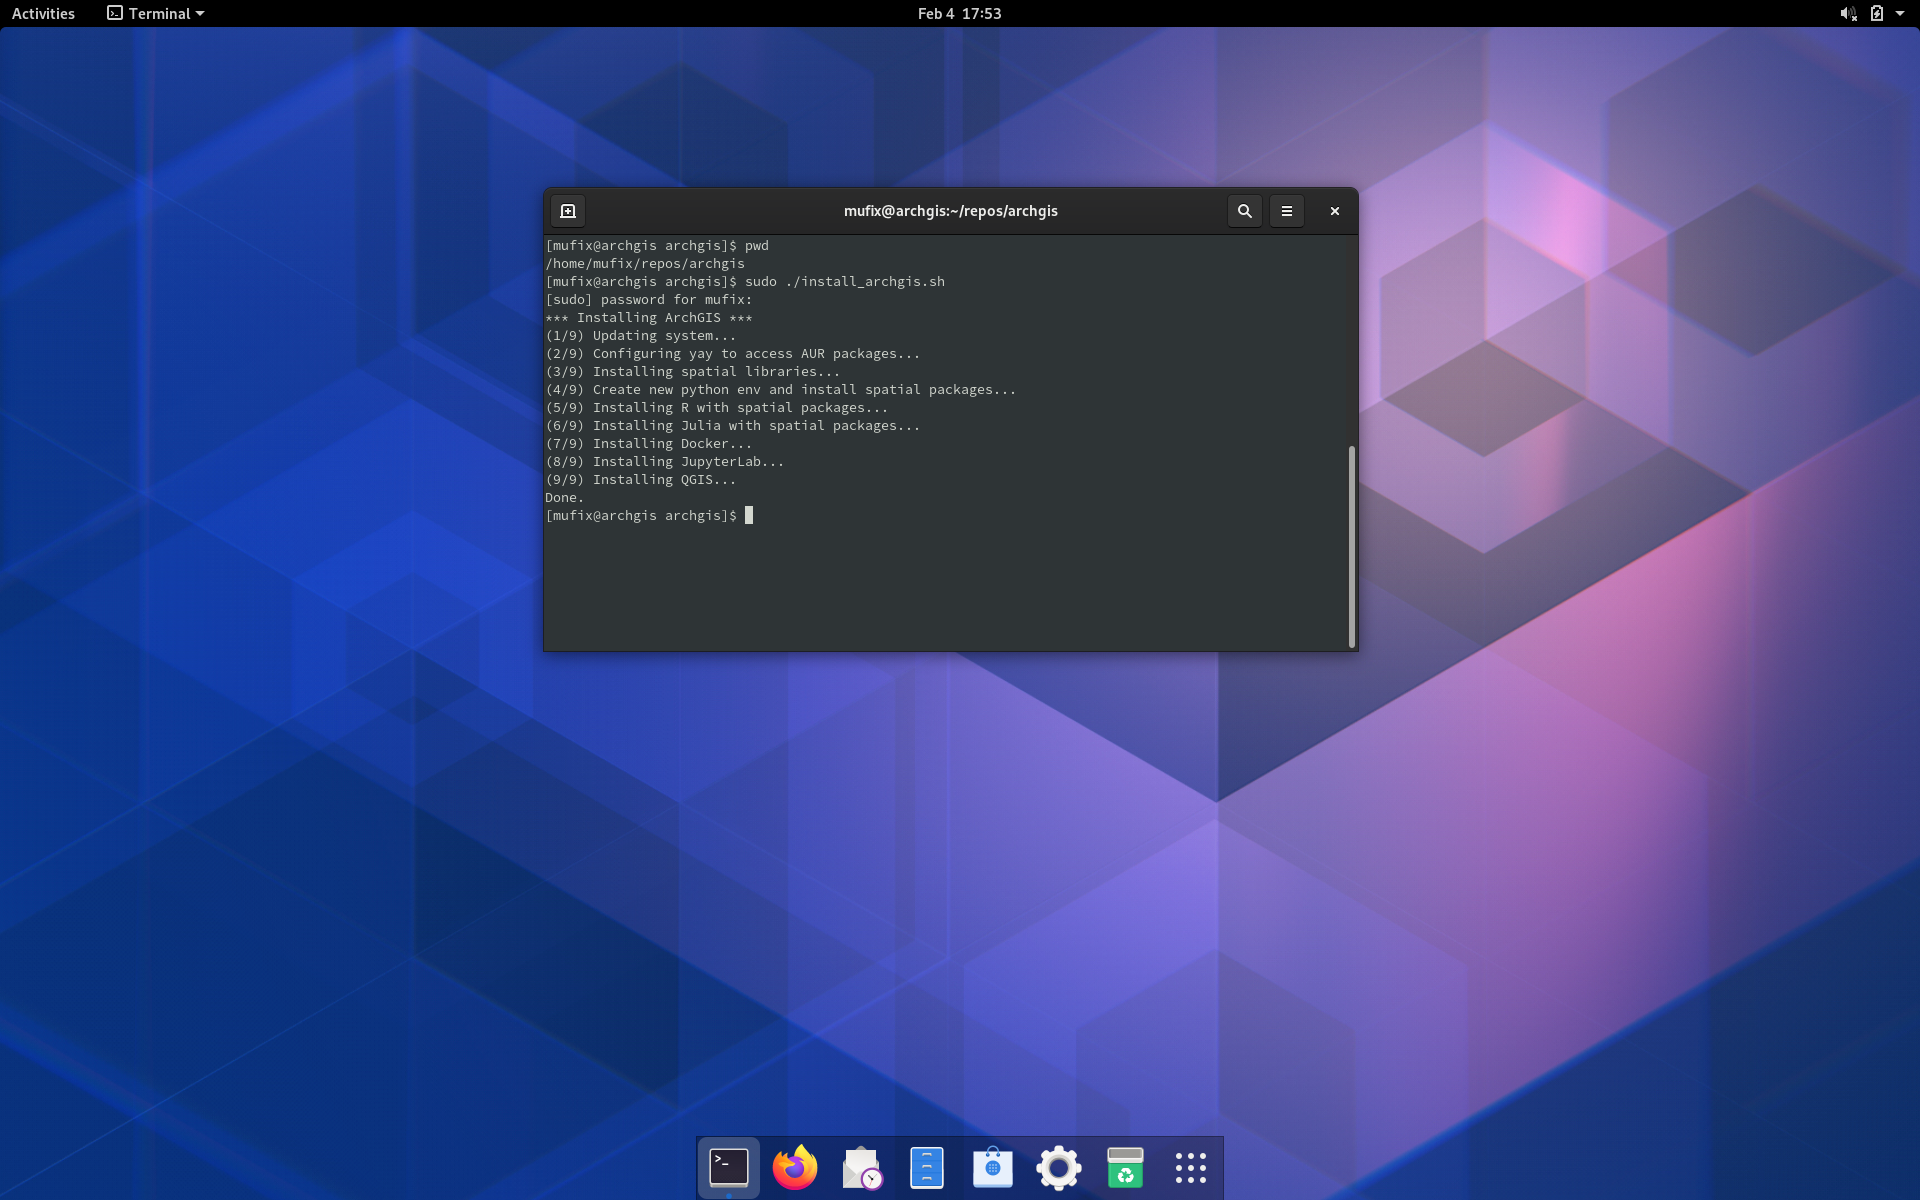 Activities
Terminal
Feb 4 17:53
mufix@archgis:~/repos/archgis
[mufix@archgis archgis]$ pwd
/home/mufix/repos/archgis
[mufix@archgis archgis]$ sudo ./install_archgis.sh
[sudo] password for mufix:
*** Installing ArchGIS ***
(1/9) Updating system...
(2/9) Configuring yay to access AUR packages...
(3/9) Installing spatial libraries...
(4/9) Create new python env and install spatial packages...
(5/9) Installing R with spatial packages...
(6/9) Installing Julia with spatial packages...
(7/9) Installing Docker...
(8/9) Installing JupyterLab...
(9/9) Installing QGIS...
Done.
[mufix@archgis archgis]$
>_